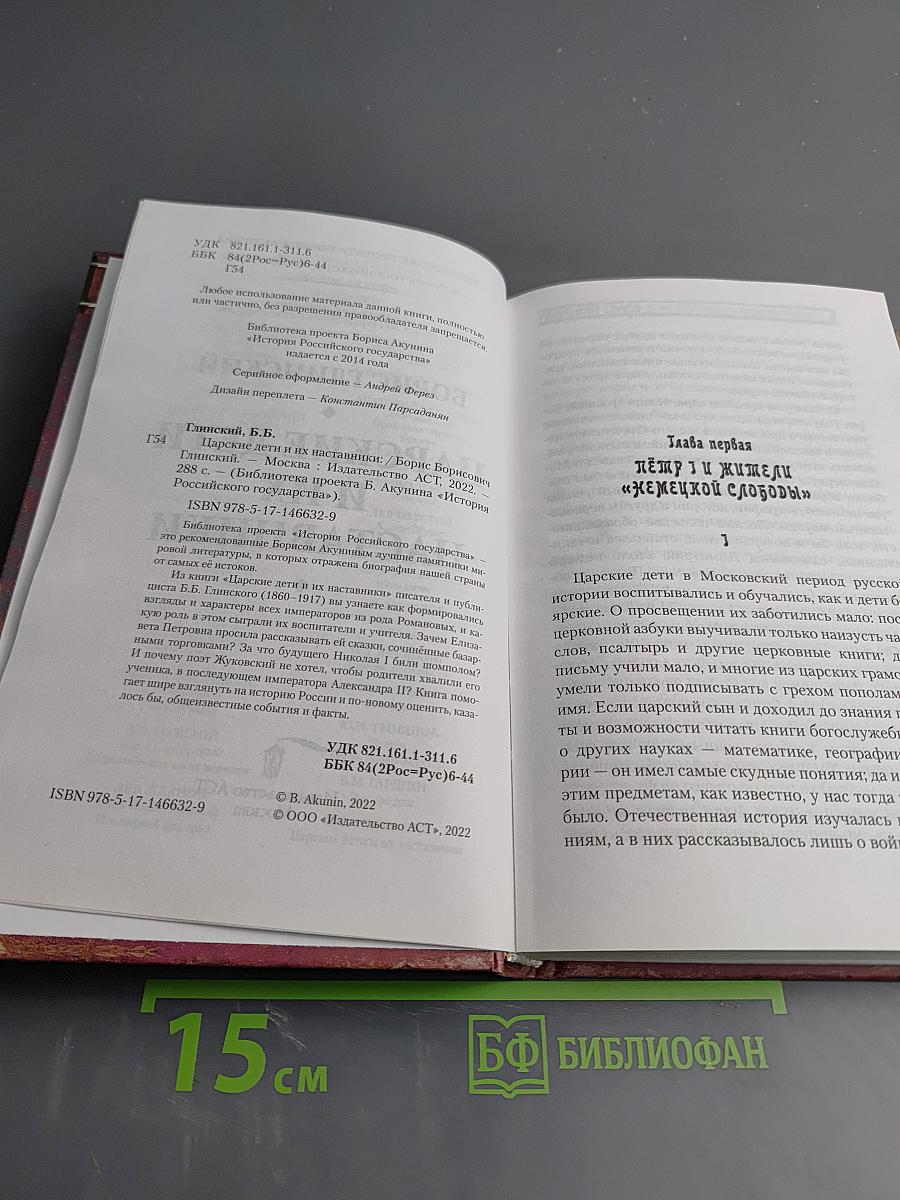 УДК 821.161.1-311.6
ББК 84(2Рос=Рус)6-44
Г54
Любое использование материала данной книги, полностью
или частично, без разрешения правообладателя запрещается.
Библиотека проекта Бориса Акунина
«История Российского государства»
издается с 2014 года
Серийное оформление — Андрей Ферез
Дизайн переплета — Константин Парсаданян
Глинский, Б.Б.
Г54 Царские дети и их наставники: / Борис Борисович
Глинский. — Москва : Издательство АСТ, 2022. —
288 с. — (Библиотека проекта Б. Акунина «История
Российского государства»).
ISBN 978-5-17-146632-9
Библиотека проекта «История Российского государства» –
это рекомендованные Борисом Акуниным лучшие памятники ми-
ровой литературы, в которых отражена биография нашей страны
от самых её истоков.
Из книги «Царские дети и их наставники» писателя и публи-
циста Б.Б. Глинского (1860–1917) вы узнаете как формировались
взгляды и характеры всех императоров из рода Романовых, и ка-
кую роль в этом сыграли их воспитатели и учителя. Зачем Елиза-
вета Петровна просила рассказывать ей сказки, сочинённые базар-
ными торговками? За что будущего Николая I били шомполом?
И почему поэт Жуковский не хотел, чтобы родители хвалили его
ученика, в последующем императора Александра II? Книга помо-
гает шире взглянуть на историю России и по-новому оценить, каза-
лось бы, общеизвестные события и факты.
УДК 821.161.1-311.6
ББК 84(2Рос=Рус)6-44
ISBN 978-5-17-146632-9
© B. Akunin, 2022
© ООО «Издательство АСТ», 2022
Глава первая
ПЁТР I И ЖИТЕЛИ
«НЕМЕЦКОЙ СЛОБОДЫ»
I
Царские дети в Московский период русской
истории воспитывались и обучались, как и дети бо-
ярские. О просвещении их заботились мало: пос
церковной азбуки выучивали только наизусть ча
слов, псалтырь и другие церковные книги; д
письму учили мало, и многие из царских грамо
умели только подписывать с грехом пополам
имя. Если царский сын и доходил до знания г
ты и возможности читать книги богослужебн
о других науках — математике, географии
рии — он имел самые скудные понятия; да и
этим предметам, как известно, у нас тогда
было. Отечественная история изучалась
ниям, а в них рассказывалось лишь о вой
15 см
БФ БИБЛИОФАН